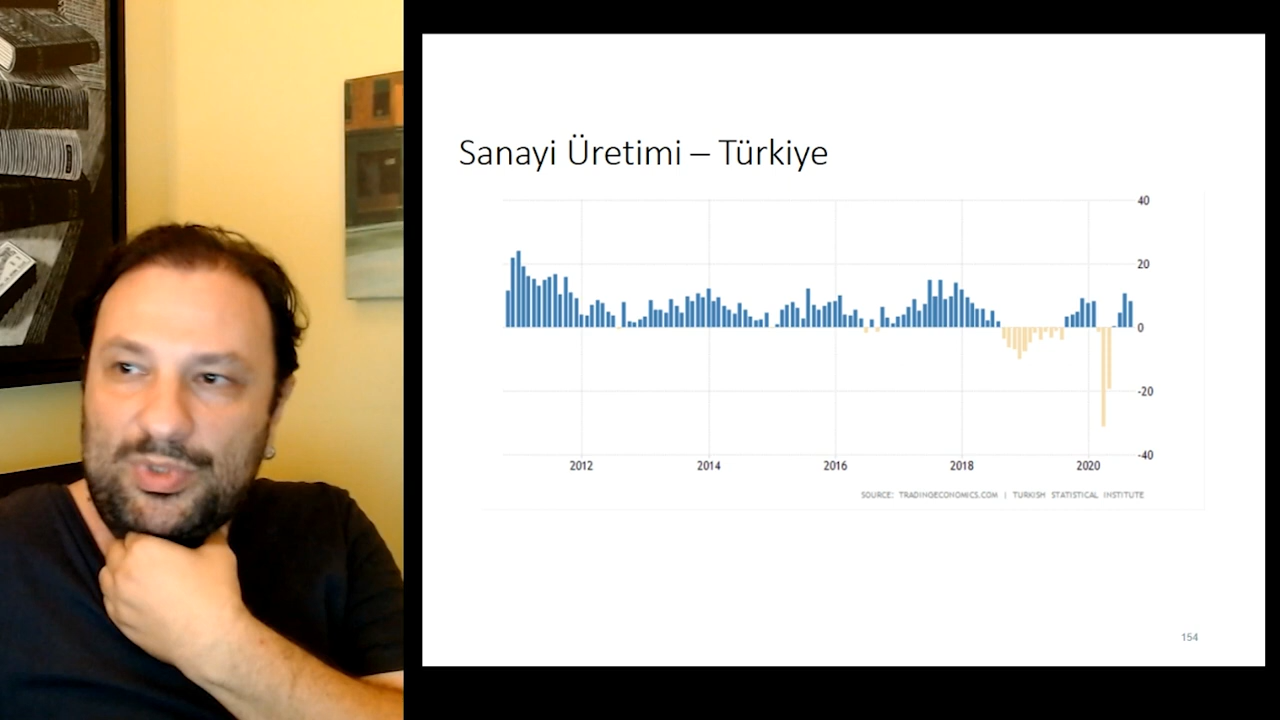 Sanayi Üretimi – Türkiye
40
20
0
-20
-40
2012 2014 2016 2018 2020
SOURCE: TRADINGECONOMICS.COM | TURKISH STATISTICAL INSTITUTE
154